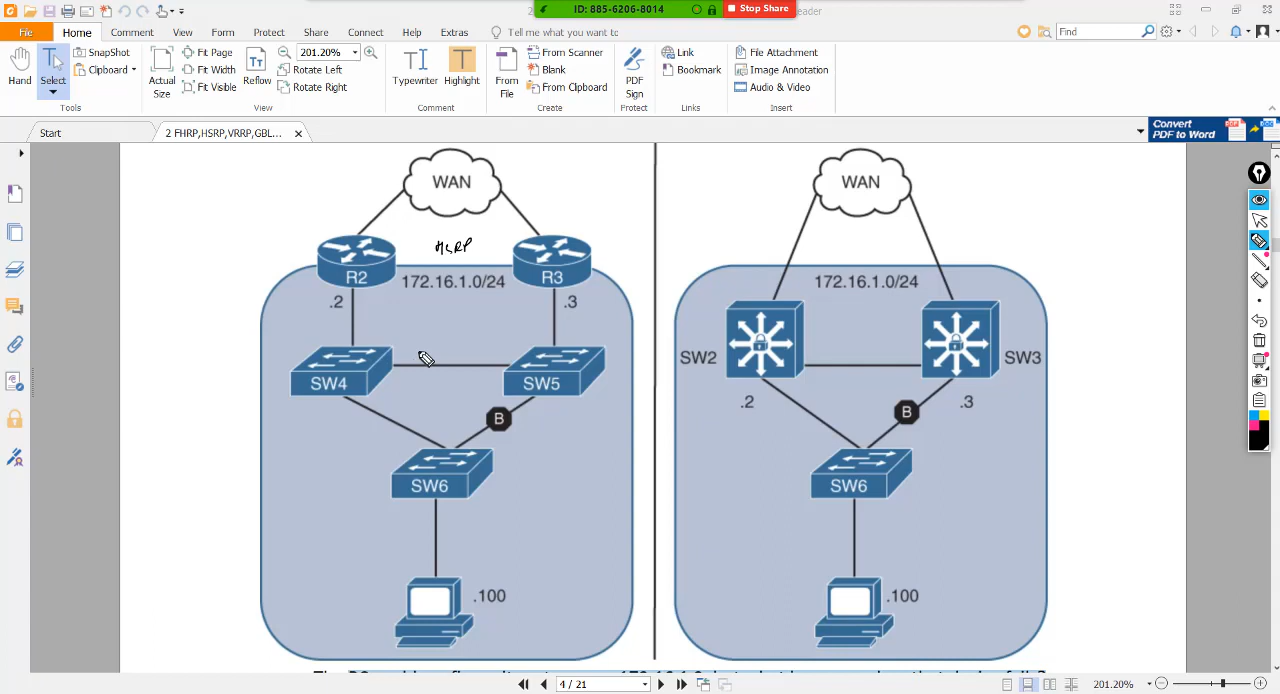 ID: 885-6206-8014
Stop Share
eader
File
Home
Comment
View
Form
Protect
Share
Connect
Help
Extras
Tell me what you want
Find
Hand
Select
SnapShot
Clipboard
Tools
Actual Size
Fit Page
Fit Width
Fit Visible
Reflow
201.20%
Rotate Left
Rotate Right
View
Typewriter
Highlight
Comment
From File
From Scanner
Blank
From Clipboard
Create
PDF Sign
Protect
Link
Bookmark
Links
File Attachment
Image Annotation
Audio & Video
Insert
Start
2 FHRP,HSRP,VRRP,GBL...
Convert
PDF to Word
WAN
HSRP
R2
R3
172.16.1.0/24
.2
.3
SW4
SW5
B
SW6
.100
WAN
172.16.1.0/24
SW2
SW3
.2
.3
B
SW6
.100
4 / 21
201.20%